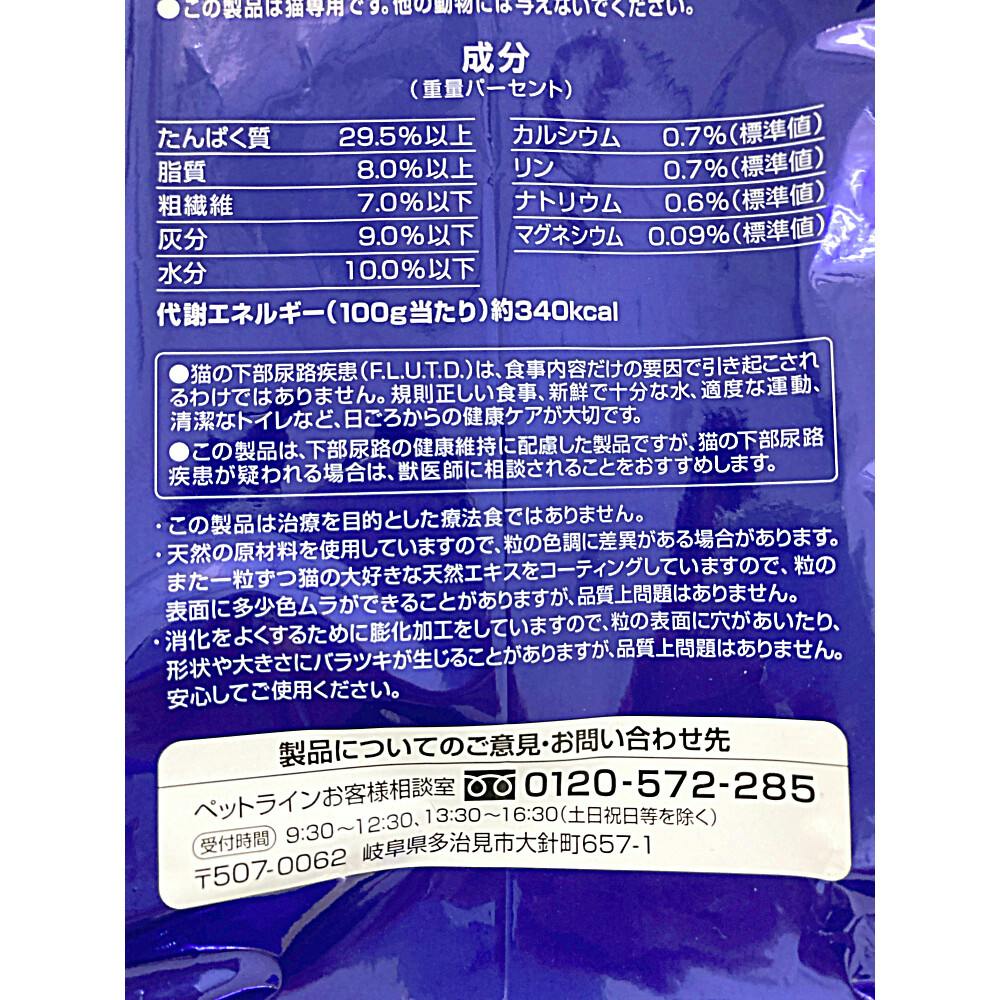 ●この製品は猫専用です。他の動物には与えないでください。
成分
(重量パーセント)
たんぱく質 29.5%以上
脂質 8.0%以上
粗繊維 7.0%以下
灰分 9.0%以下
水分 10.0%以下
カルシウム 0.7%(標準値)
リン 0.7%(標準値)
ナトリウム 0.6%(標準値)
マグネシウム 0.09%(標準値)
代謝エネルギー(100g当たり)約340kcal
●猫の下部尿路疾患(F.L.U.T.D.)は、食事内容だけの要因で引き起こされ
るわけではありません。規則正しい食事、新鮮で十分な水、適度な運動、
清潔なトイレなど、日ごろからの健康ケアが大切です。
●この製品は、下部尿路の健康維持に配慮した製品ですが、猫の下部尿路
疾患が疑われる場合は、獣医師に相談されることをおすすめします。
・この製品は治療を目的とした療法食ではありません。
・天然の原材料を使用していますので、粒の色調に差異がある場合があります。
また一粒ずつ猫の大好きな天然エキスをコーティングしていますので、粒の
表面に多少色ムラができることがありますが、品質上問題はありません。
・消化をよくするために膨化加工をしていますので、粒の表面に穴があいたり、
形状や大きさにバラツキが生じることがありますが、品質上問題はありません。
安心してご使用ください。
製品についてのご意見・お問い合わせ先
ペットラインお客様相談室 0120-572-285
受付時間 9:30～12:30、13:30～16:30(土日祝日等を除く)
〒507-0062 岐阜県多治見市大針町657-1